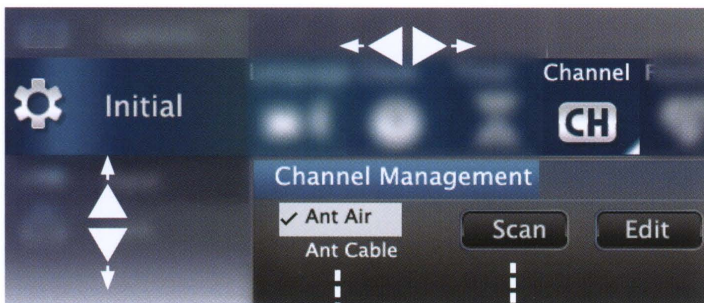 Channel
Initial
CH
Channel Management
✓ Ant Air
Scan
Edit
Ant Cable